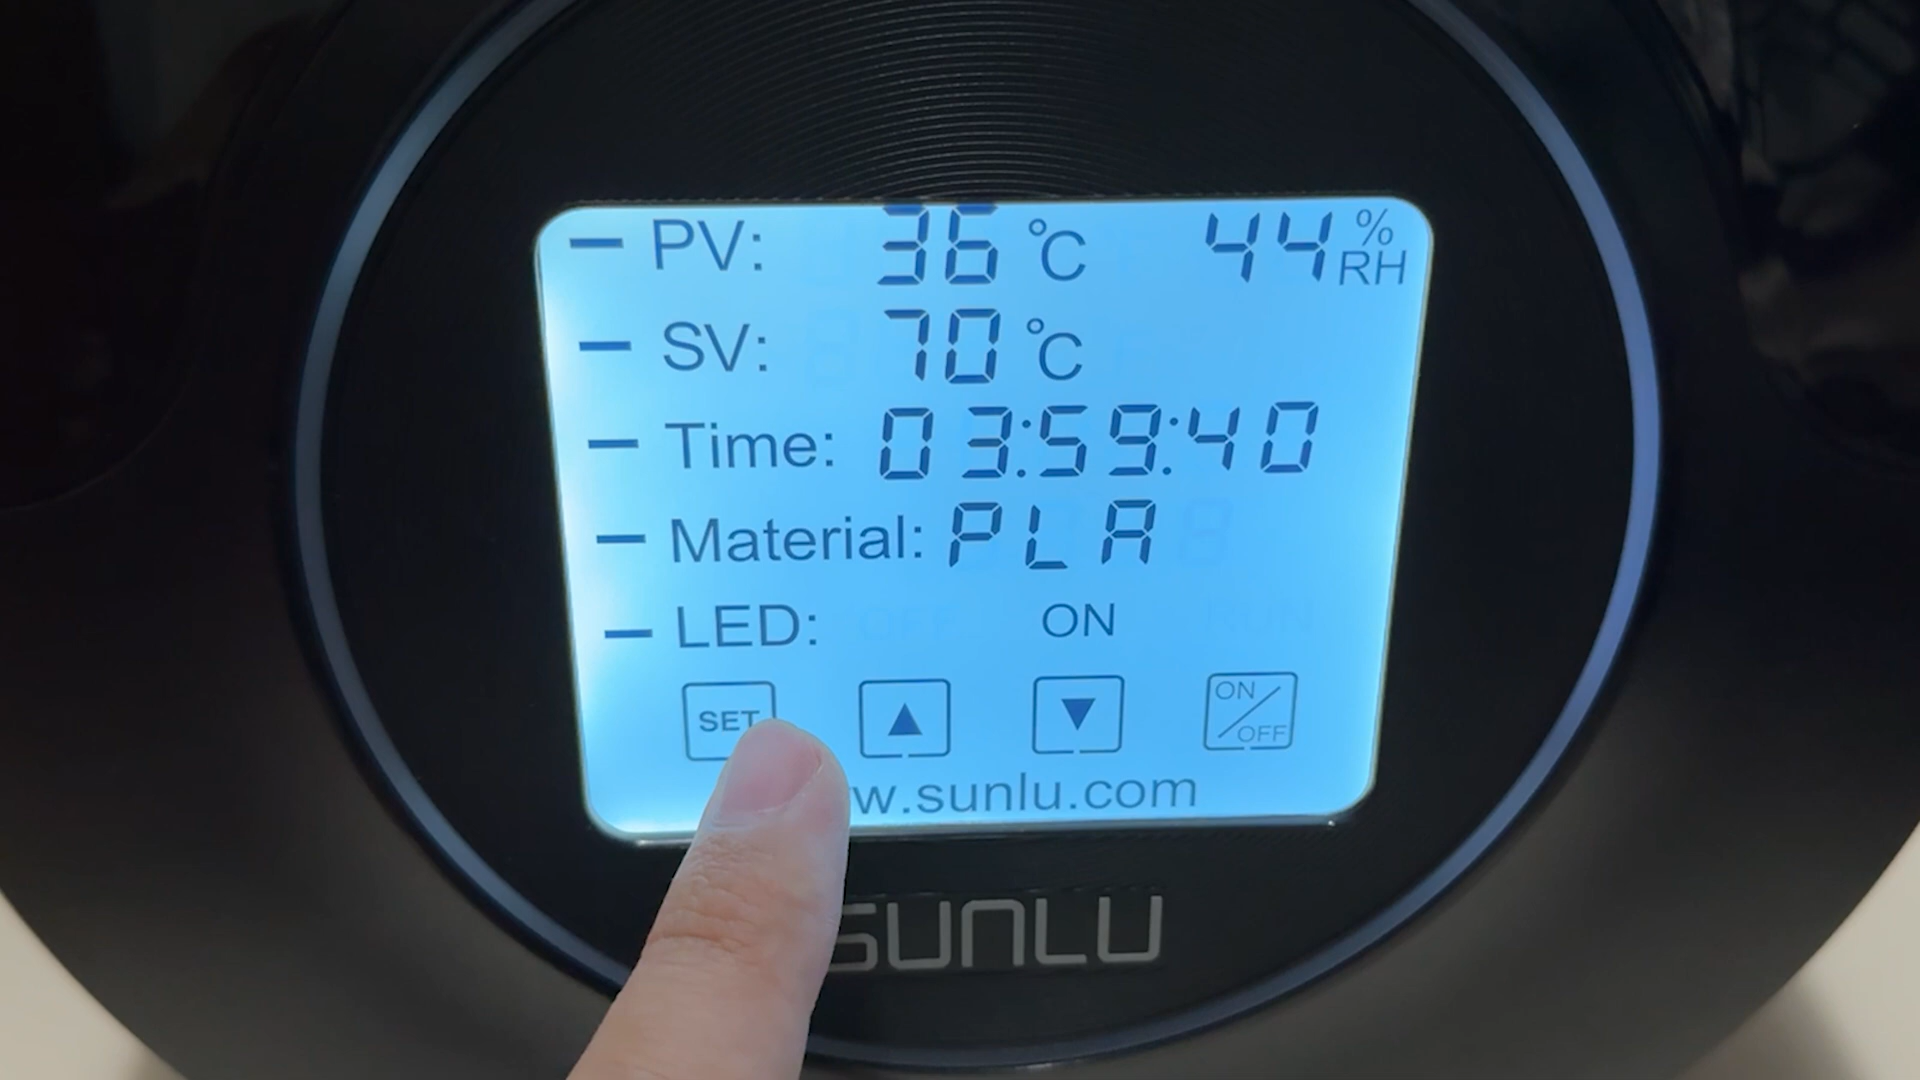 PV: 36 °C 44 % RH
SV: 70 °C
Time: 03:59:40
Material: PLA
LED: ON
SET ▲ ▼ ON/OFF
w.sunlu.com
SUNLU